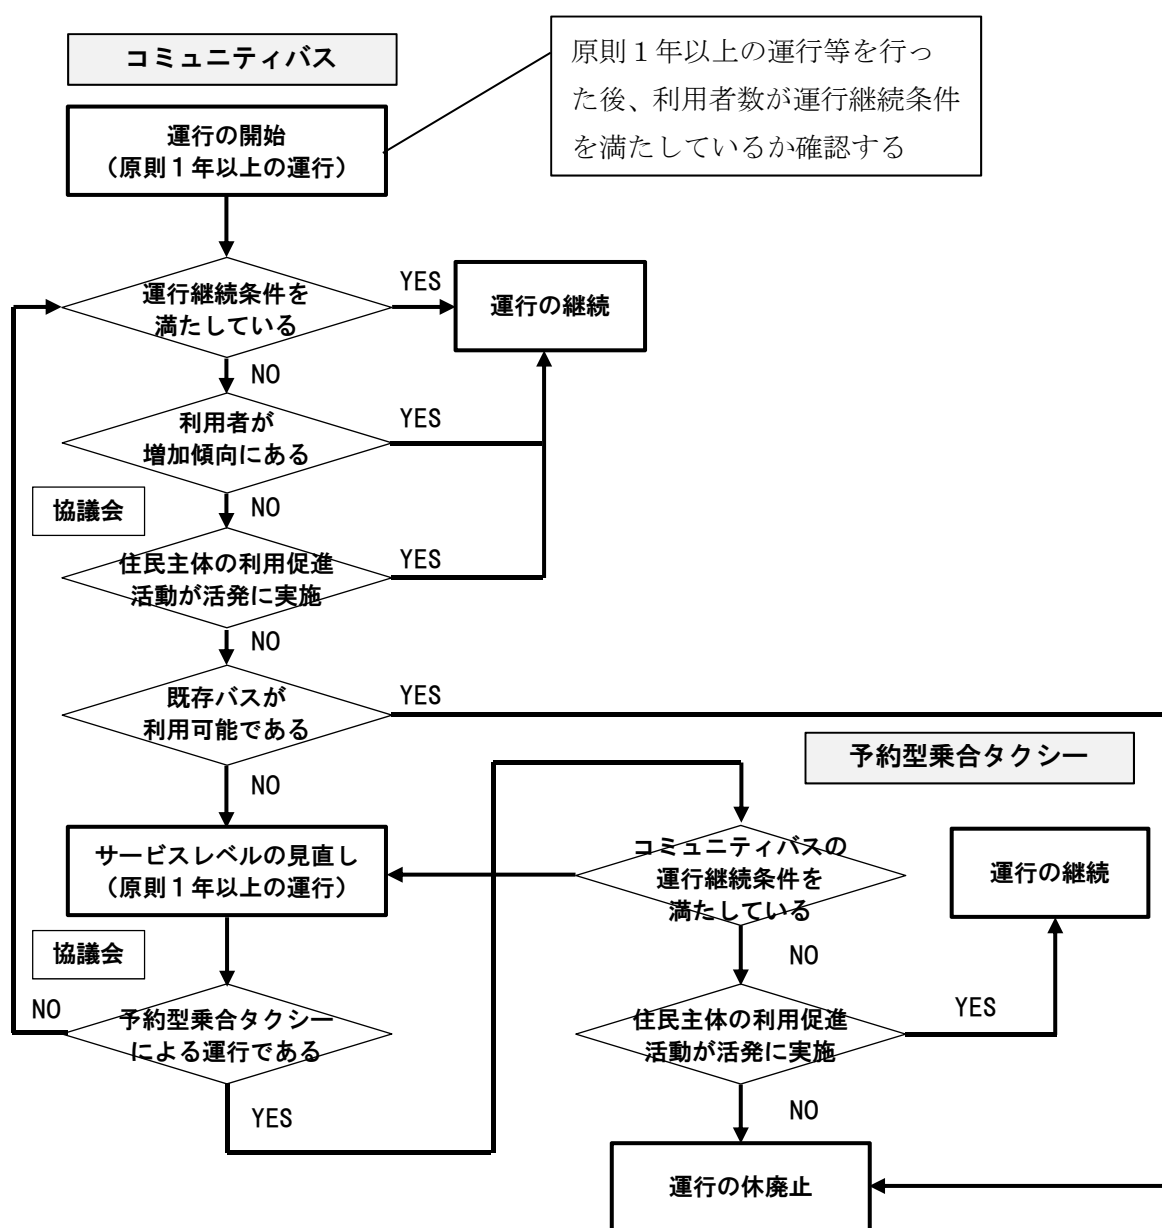 コミュニティバス
原則１年以上の運行等を行っ
た後、利用者数が運行継続条件
を満たしているか確認する
運行の開始
（原則１年以上の運行）
運行継続条件を
満たしている
YES
運行の継続
NO
利用者が
増加傾向にある
YES
NO
協議会
住民主体の利用促進
活動が活発に実施
YES
NO
既存バスが
利用可能である
YES
NO
予約型乗合タクシー
サービスレベルの見直し
（原則１年以上の運行）
コミュニティバスの
運行継続条件を
満たしている
運行の継続
協議会
NO
NO
予約型乗合タクシー
による運行である
YES
住民主体の利用促進
活動が活発に実施
YES
NO
運行の休廃止